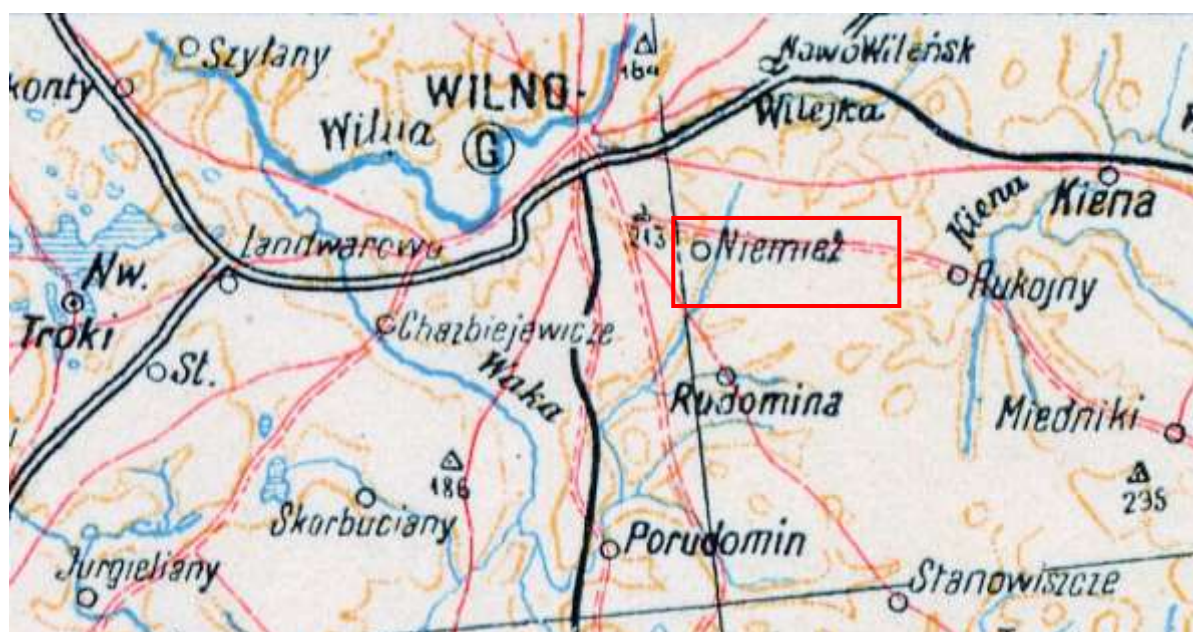 Szyłany
NowoWileńsk
164
konty
WILNO
Wilja
G
Wilejka
Kiena
Kiena
Landwarowo
213
Niemież
Nw.
Troki
Rukojny
Chazbiejewicze
St.
Waka
Rudomina
Miedniki
186
235
Skorbuciany
Porudomin
Jurgieliany
Stanowiszcze